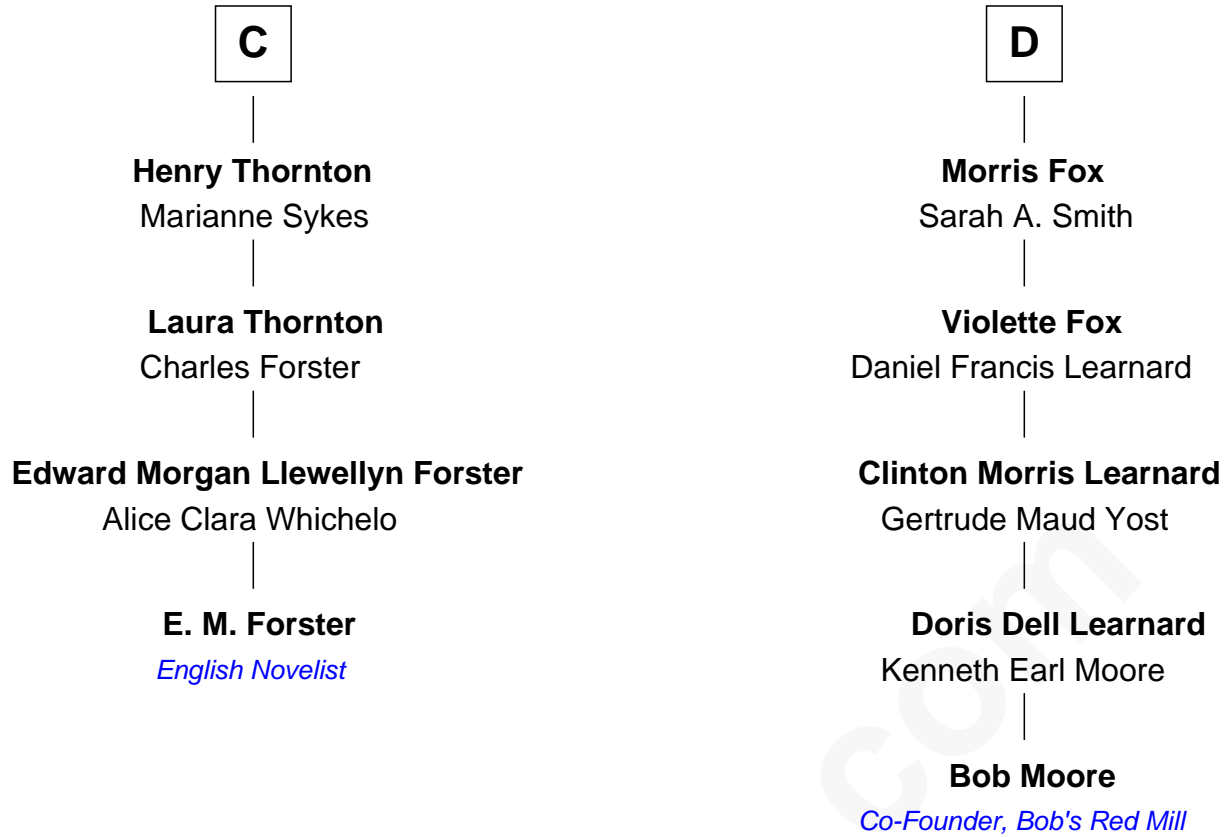 C
Henry Thornton
Marianne Sykes
Laura Thornton
Charles Forster
Edward Morgan Llewellyn Forster
Alice Clara Whichelo
E. M. Forster
English Novelist
D
Morris Fox
Sarah A. Smith
Violette Fox
Daniel Francis Learnard
Clinton Morris Learnard
Gertrude Maud Yost
Doris Dell Learnard
Kenneth Earl Moore
Bob Moore
Co-Founder, Bob's Red Mill
com